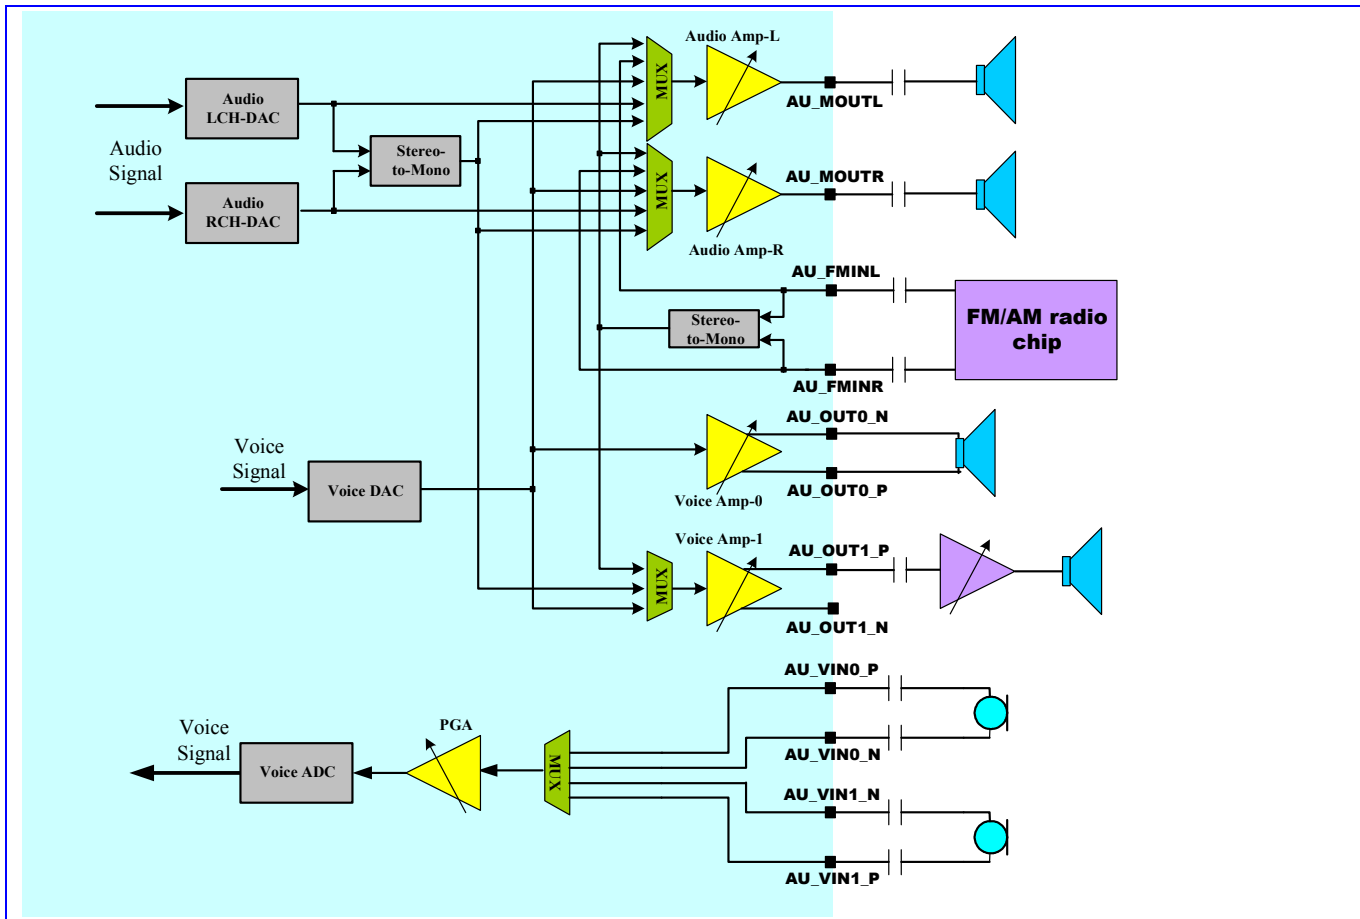 Audio Amp-L
MUX
AU_MOUTL
Audio
LCH-DAC
Audio
Signal
Stereo-
to-Mono
MUX
AU_MOUTR
Audio
RCH-DAC
Audio Amp-R
AU_FMINL
Stereo-
to-Mono
FM/AM radio
chip
AU_FMINR
AU_OUT0_N
Voice
Signal
Voice DAC
Voice Amp-0
AU_OUT0_P
Voice Amp-1
AU_OUT1_P
MUX
AU_OUT1_N
AU_VIN0_P
Voice
Signal
PGA
AU_VIN0_N
Voice ADC
MUX
AU_VIN1_N
AU_VIN1_P